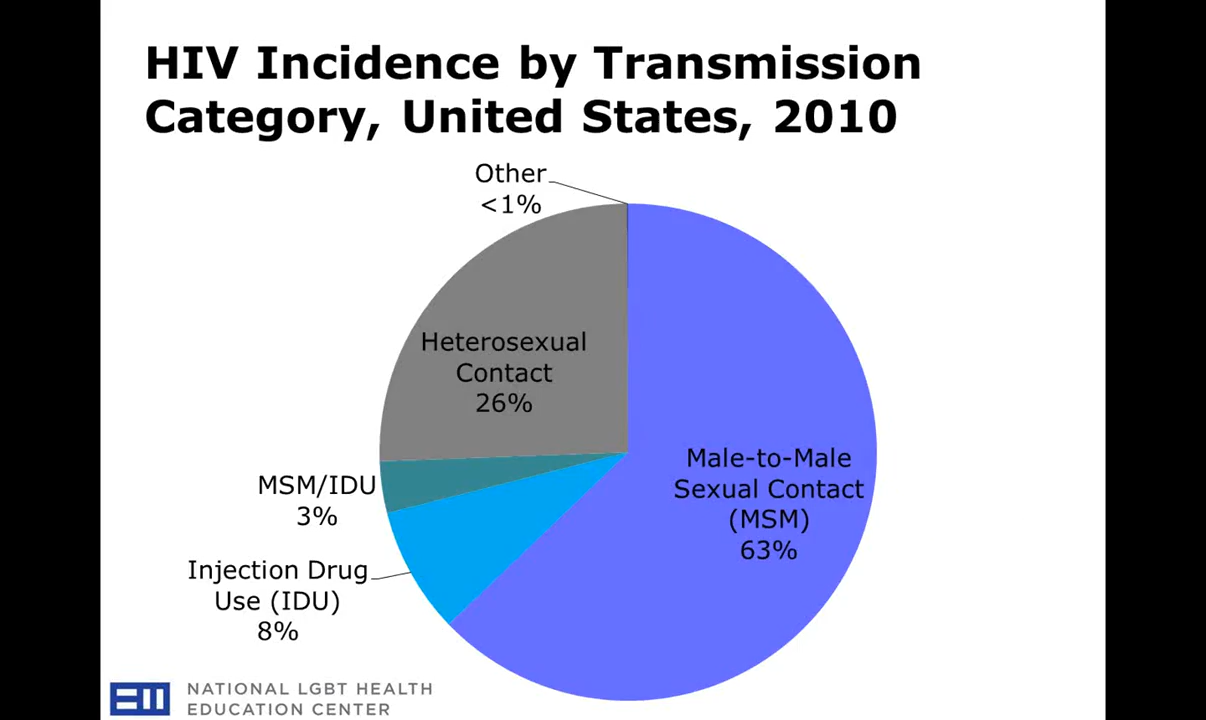 HIV Incidence by Transmission
Category, United States, 2010
Other
<1%
Heterosexual
Contact
26%
Male-to-Male
Sexual Contact
(MSM)
63%
MSM/IDU
3%
Injection Drug
Use (IDU)
8%
NATIONAL LGBT HEALTH
EDUCATION CENTER